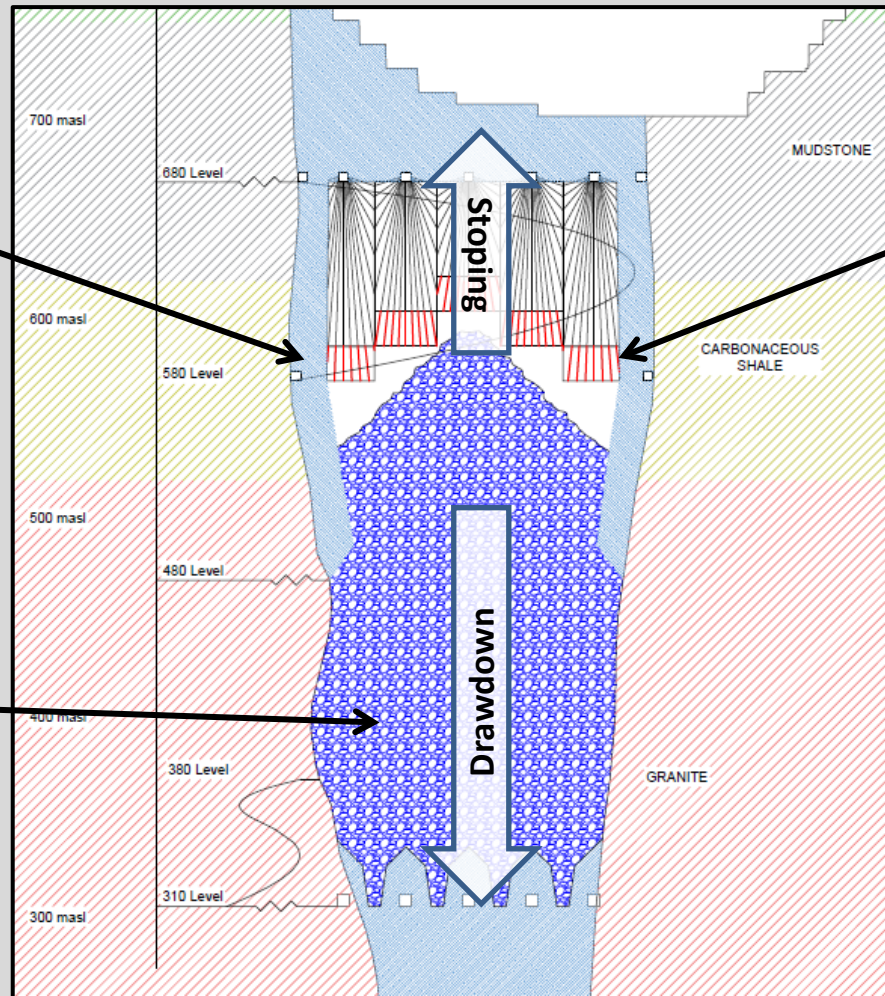 700 masl
MUDSTONE
680 Level
Stoping
600 masl
CARBONACEOUS
SHALE
580 Level
500 masl
480 Level
Drawdown
400 masl
380 Level
GRANITE
310 Level
300 masl